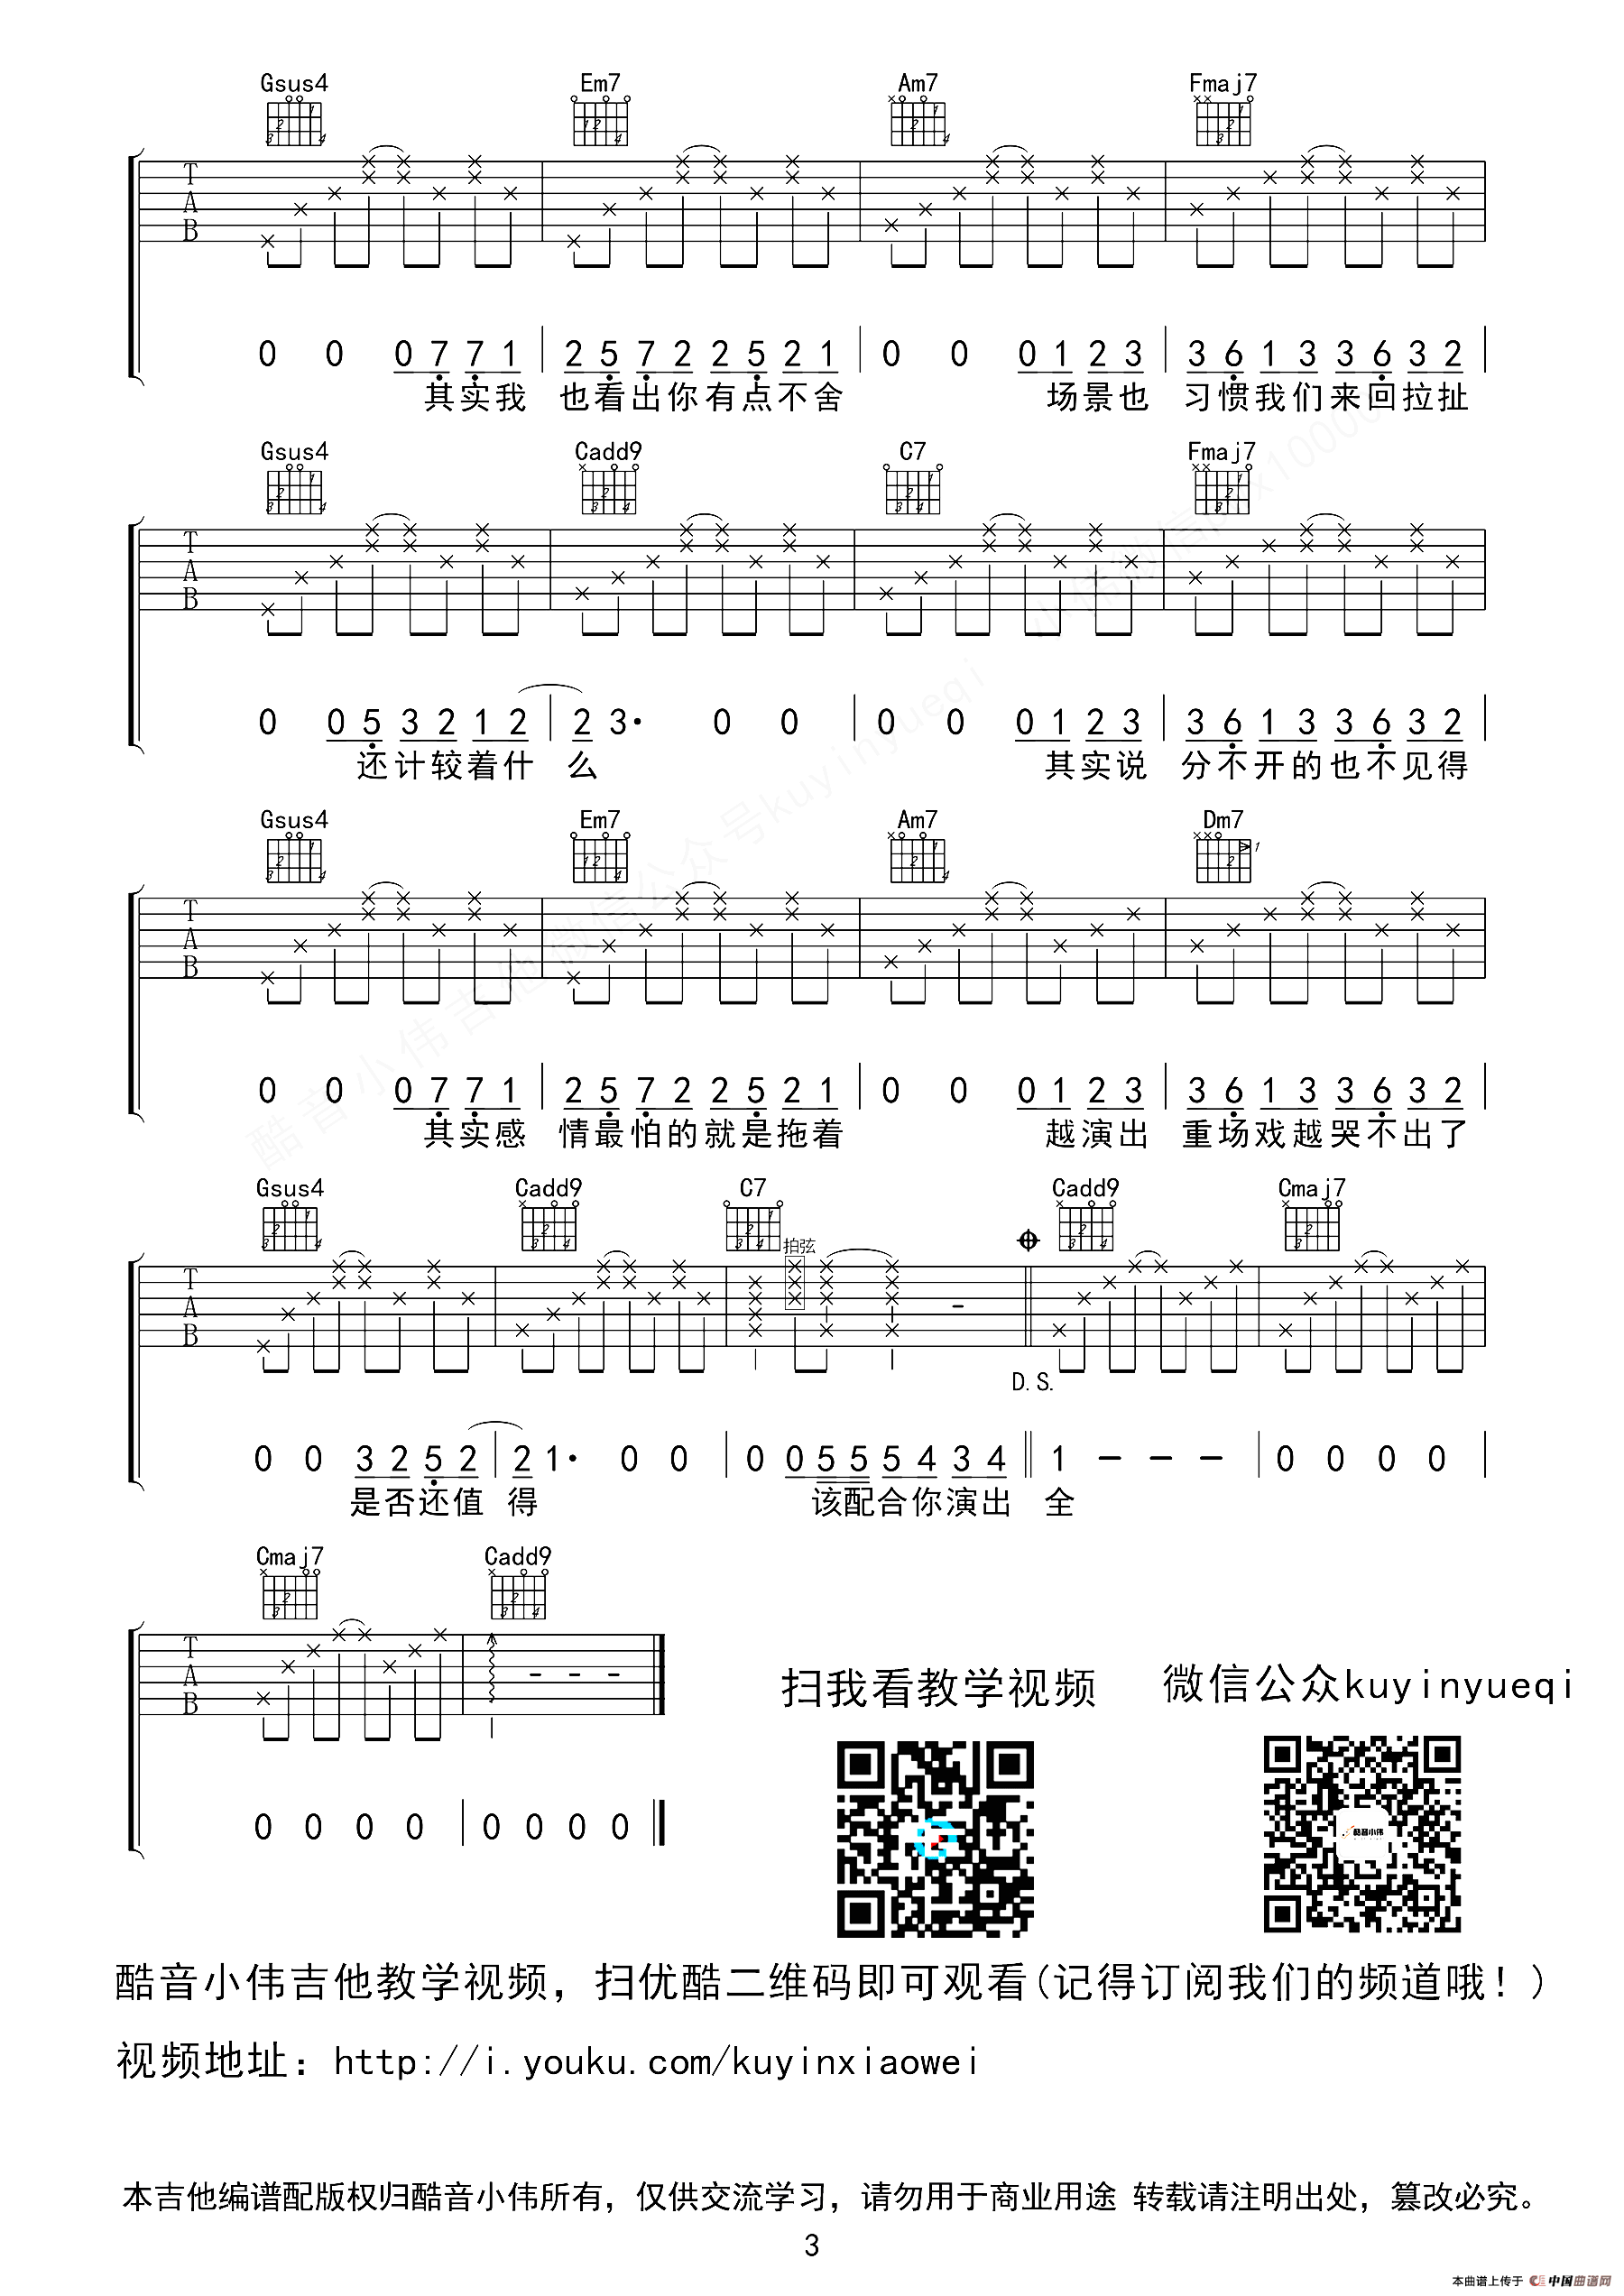 Gsus4 Em7 Am7 Fmaj7
T
A
B
0 0 0 7 7 1 2 5 7 2 2 5 2 1 0 0 0 1 2 3 3 6 1 3 3 6 3 2
其实我 也看出你有点不舍 场景也 习惯我们来回拉扯
Gsus4 Cadd9 C7 Fmaj7
T
A
B
0 0 5 3 2 1 2 2 3· 0 0 0 0 0 1 2 3 3 6 1 3 3 6 3 2
还计较着什 么 其实说 分不开的也不见得
Gsus4 Em7 Am7 Dm7
T
A
B
0 0 0 7 7 1 2 5 7 2 2 5 2 1 0 0 0 1 2 3 3 6 1 3 3 6 3 2
其实感 情最怕的就是拖着 越演出 重场戏越哭不出了
Gsus4 Cadd9 C7 Cadd9 Cmaj7
拍弦
T
A
B
D.S.
0 0 3 2 5 2 2 1· 0 0 0 0 5 5 5 4 3 4 1 － － － 0 0 0 0
是否还值 得 该配合你演出 全
Cmaj7 Cadd9
T
A
B
0 0 0 0 0 0 0 0
扫我看教学视频
微信公众kuyinyueqi
酷音小伟
酷音小伟吉他教学视频，扫优酷二维码即可观看(记得订阅我们的频道哦！)
视频地址：http://i.youku.com/kuyinxiaowei
本吉他编谱配版权归酷音小伟所有，仅供交流学习，请勿用于商业用途 转载请注明出处，篡改必究。
3
本曲谱上传于 中国曲谱网
酷音小伟吉他微信公众号kuyinyueqi